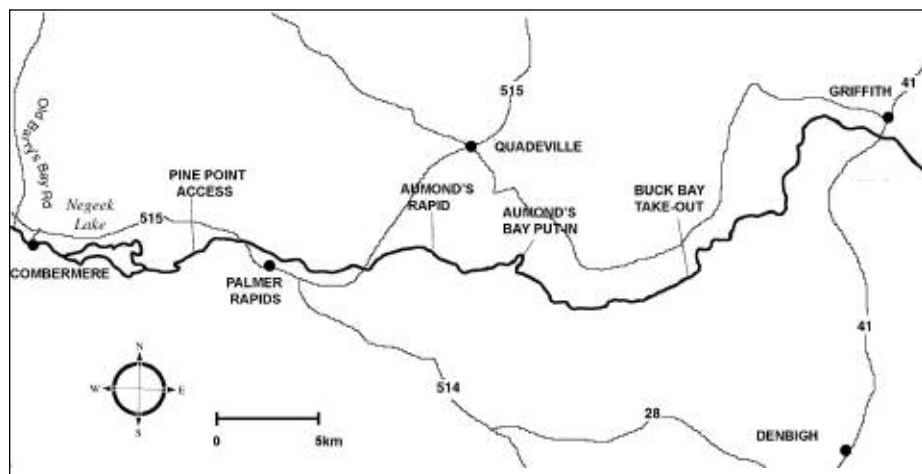 41
GRIFFITH
515
QUADEVILLE
Old Barry's Bay Rd
PINE POINT
ACCESS
Negeek
Lake
515
AUMOND'S
RAPID
AUMOND'S
BAY PUT-IN
BUCK BAY
TAKE-OUT
COMBERMERE
PALMER
RAPIDS
N
W
E
S
0
5km
514
28
41
DENBIGH